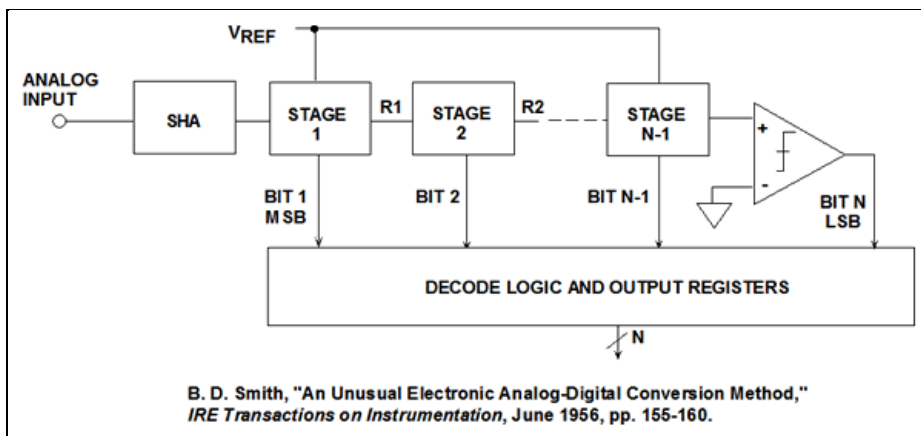 VREF
ANALOG
INPUT
SHA
STAGE
1
R1
STAGE
2
R2
STAGE
N-1
+
-
BIT 1
MSB
BIT 2
BIT N-1
BIT N
LSB
DECODE LOGIC AND OUTPUT REGISTERS
N
B. D. Smith, "An Unusual Electronic Analog-Digital Conversion Method,"
IRE Transactions on Instrumentation, June 1956, pp. 155-160.